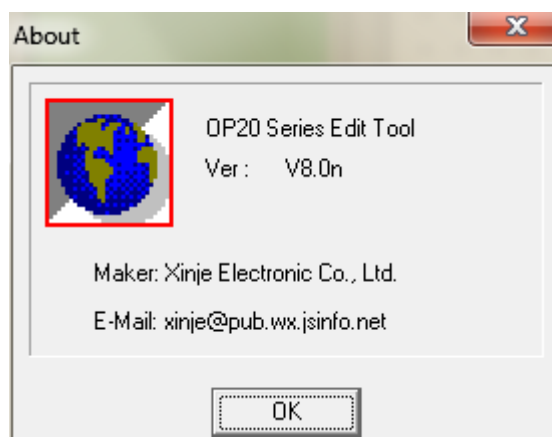 About
OP20 Series Edit Tool
Ver : V8.0n
Maker: Xinje Electronic Co., Ltd.
E-Mail: xinje@pub.wx.jsinfo.net
OK